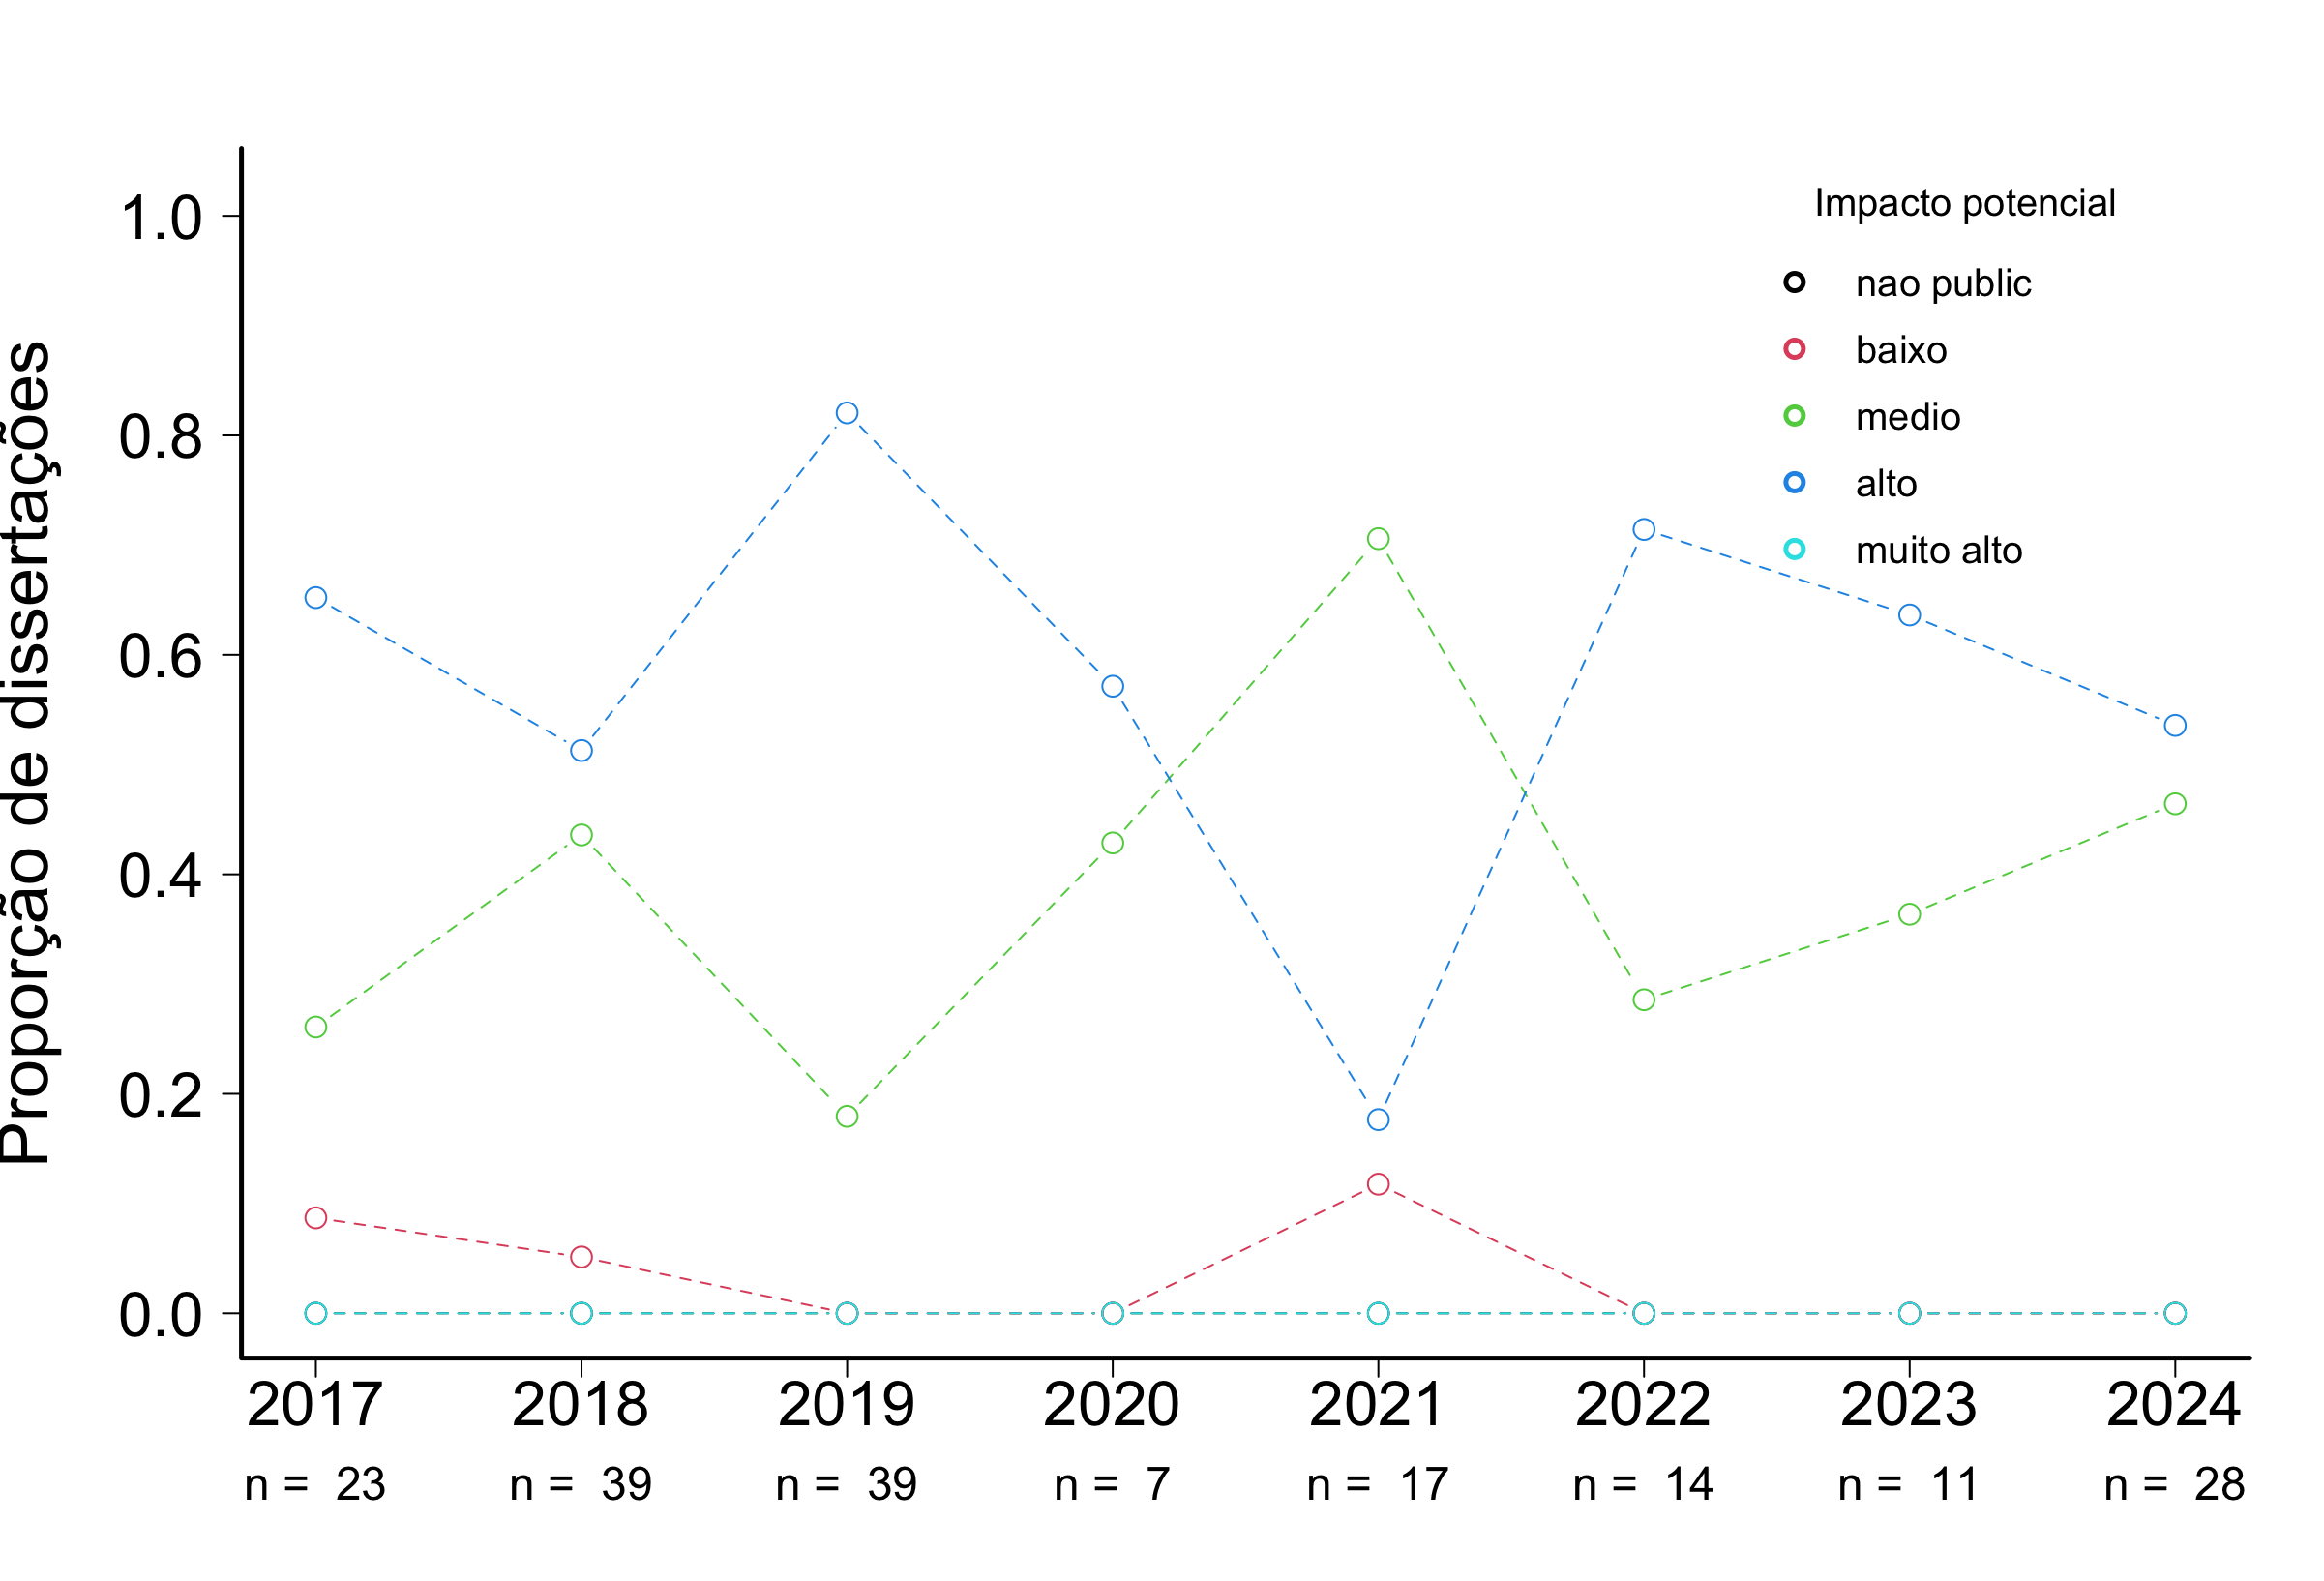 Proporção de dissertações
1.0
0.8
0.6
0.4
0.2
0.0
Impacto potencial
nao public
baixo
medio
alto
muito alto
2017 2018 2019 2020 2021 2022 2023 2024
n = 23 n = 39 n = 39 n = 7 n = 17 n = 14 n = 11 n = 28